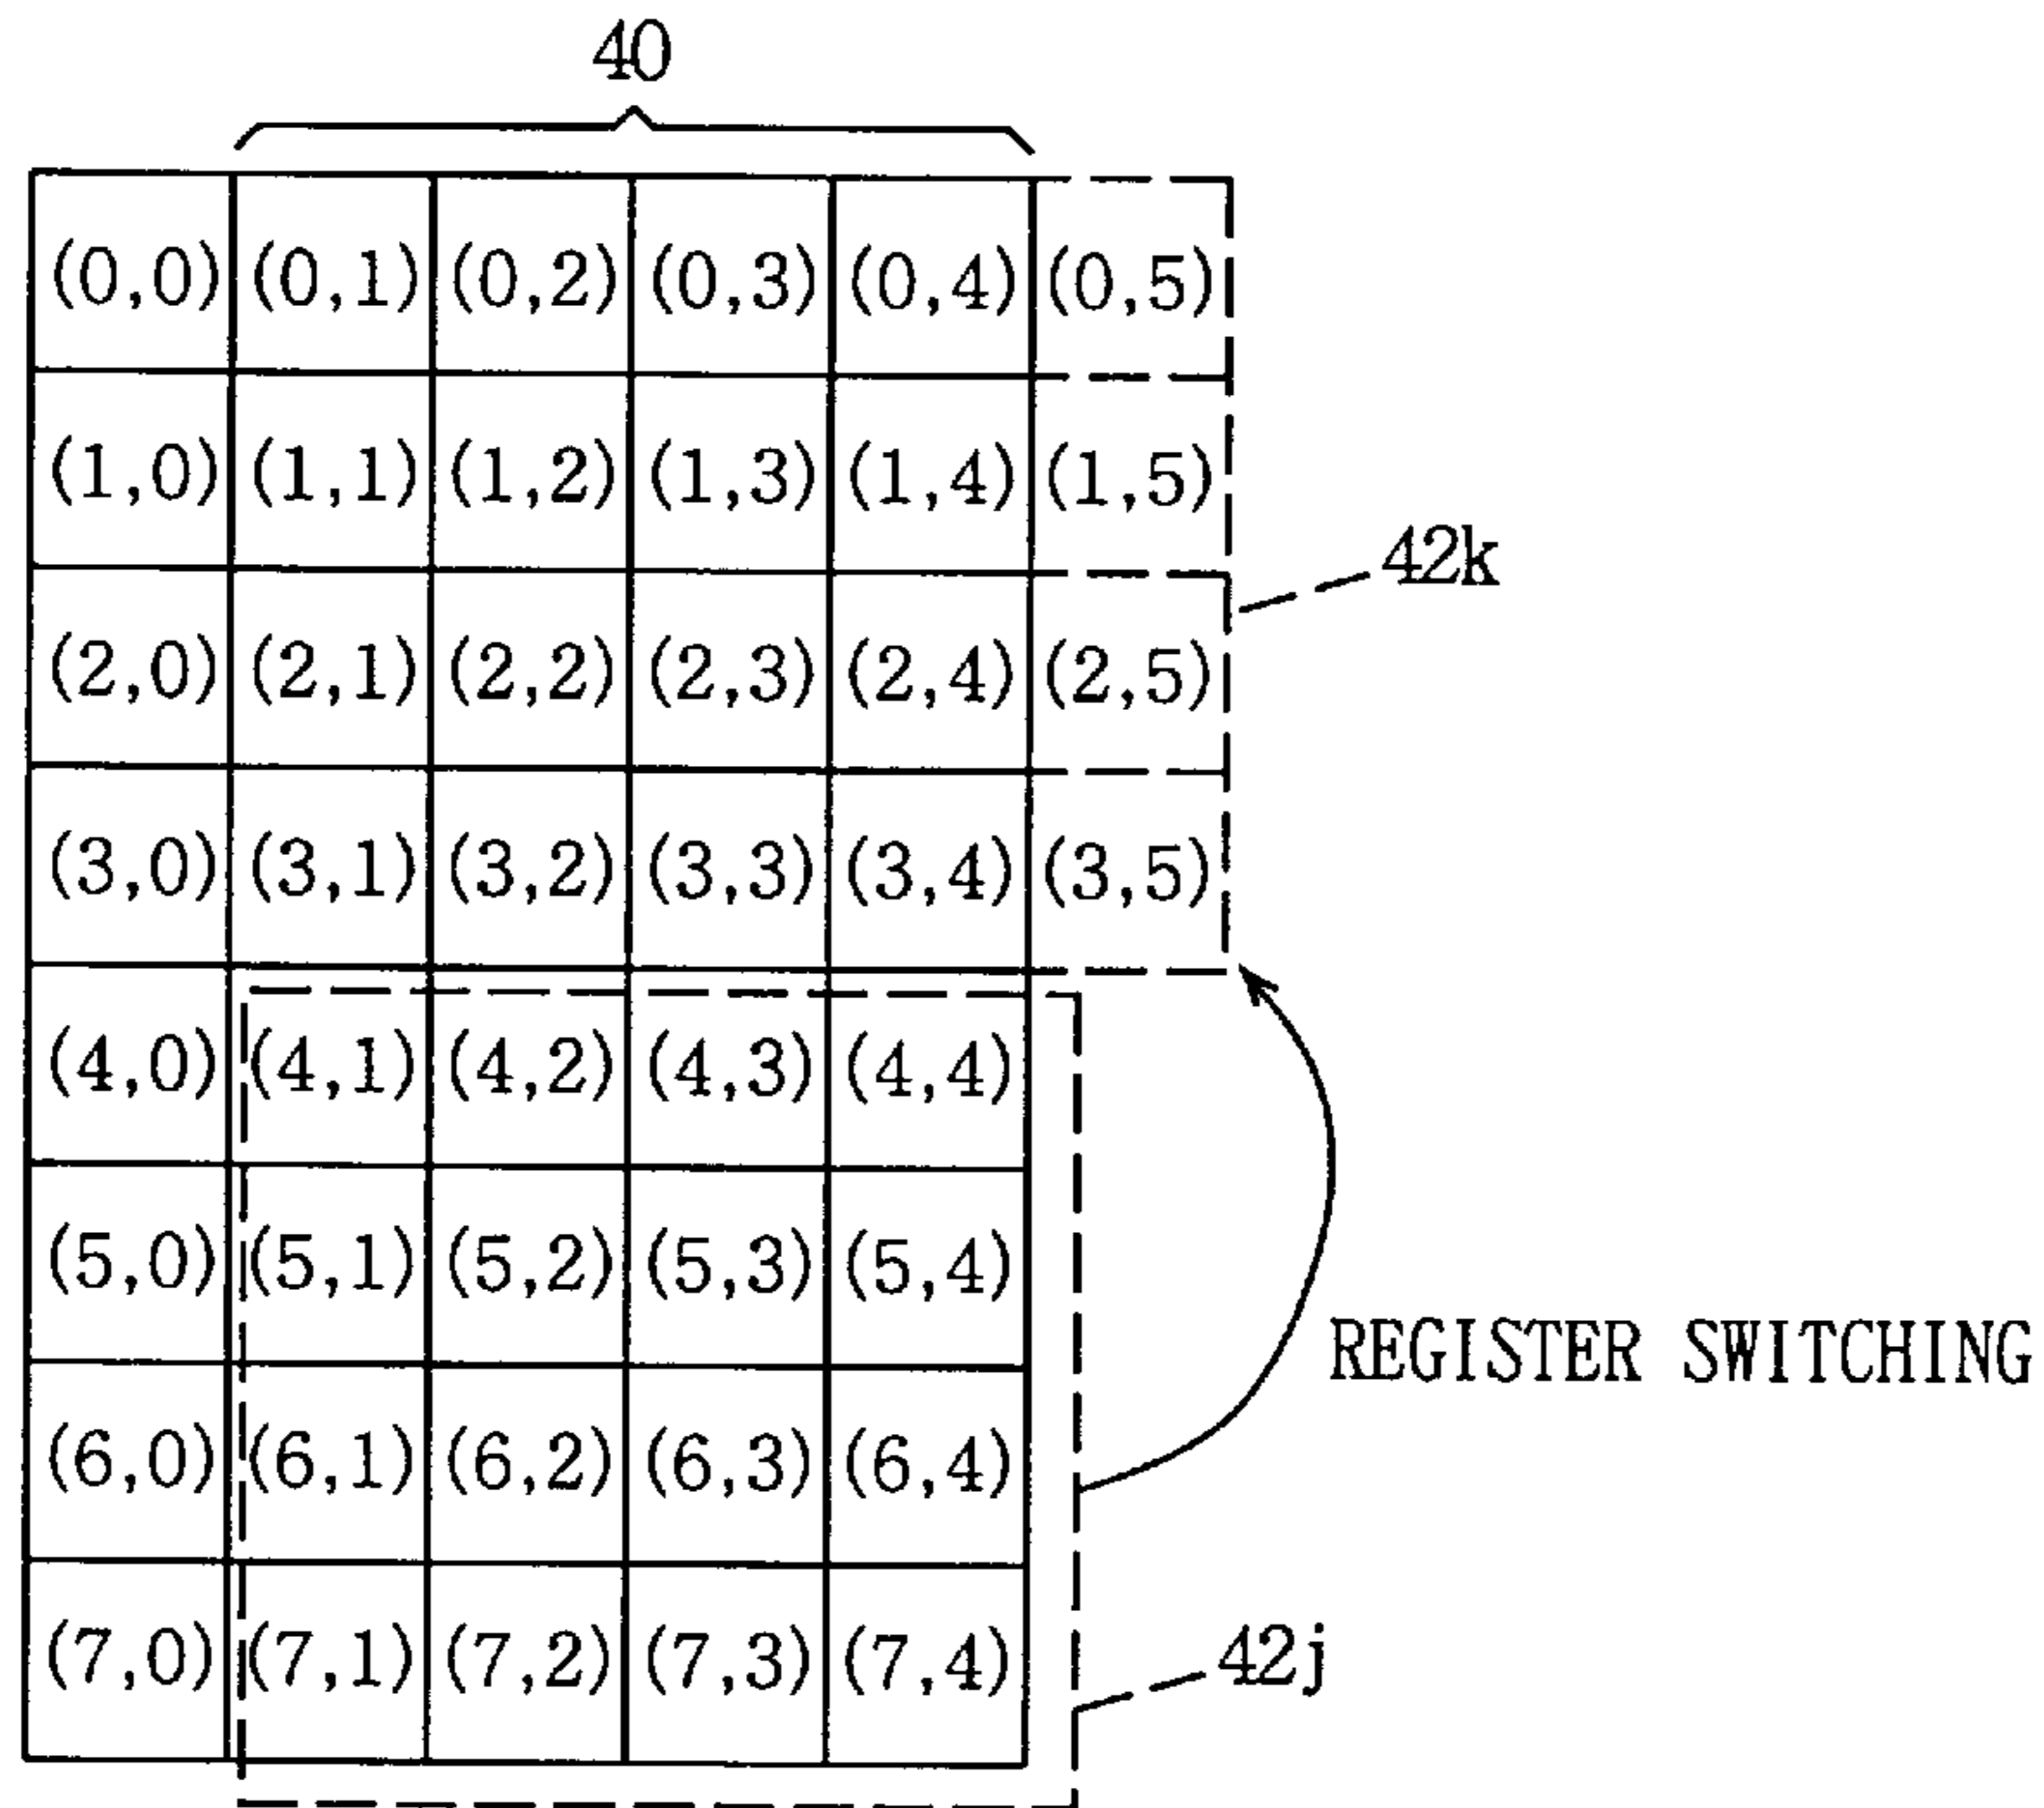 40
(0,0) (0,1) (0,2) (0,3) (0,4) (0,5)
(1,0) (1,1) (1,2) (1,3) (1,4) (1,5)
42k
(2,0) (2,1) (2,2) (2,3) (2,4) (2,5)
(3,0) (3,1) (3,2) (3,3) (3,4) (3,5)
(4,0) (4,1) (4,2) (4,3) (4,4)
(5,0) (5,1) (5,2) (5,3) (5,4)
REGISTER SWITCHING
(6,0) (6,1) (6,2) (6,3) (6,4)
(7,0) (7,1) (7,2) (7,3) (7,4)
42j